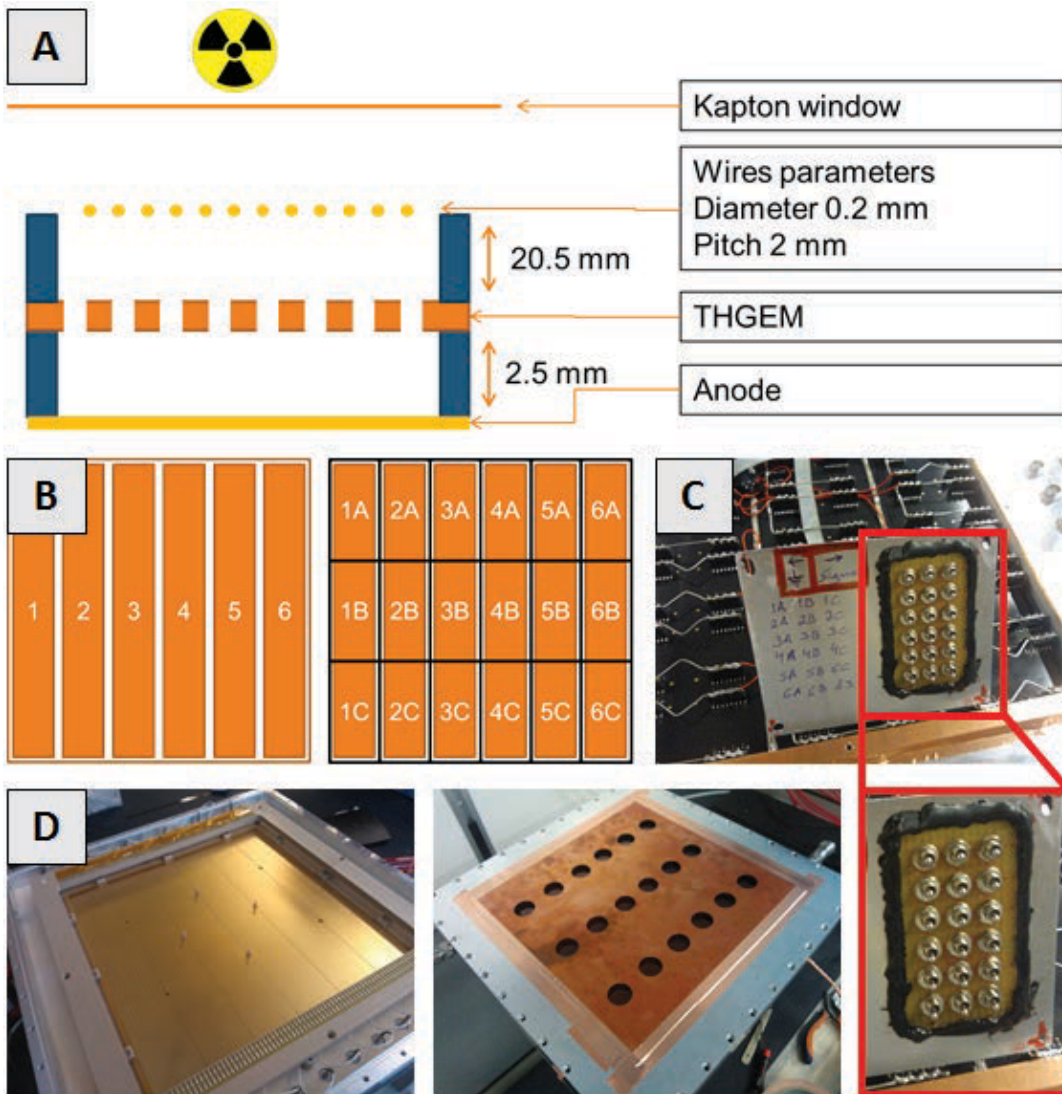 A
Kapton window
Wires parameters
Diameter 0.2 mm
Pitch 2 mm
20.5 mm
THGEM
2.5 mm
Anode
B
1 2 3 4 5 6
1A 2A 3A 4A 5A 6A
1B 2B 3B 4B 5B 6B
1C 2C 3C 4C 5C 6C
C
1A 1B 1C
2A 2B 2C
3A 3B 3C
4A 4B 4C
5A 5B 5C
6A 6B
D